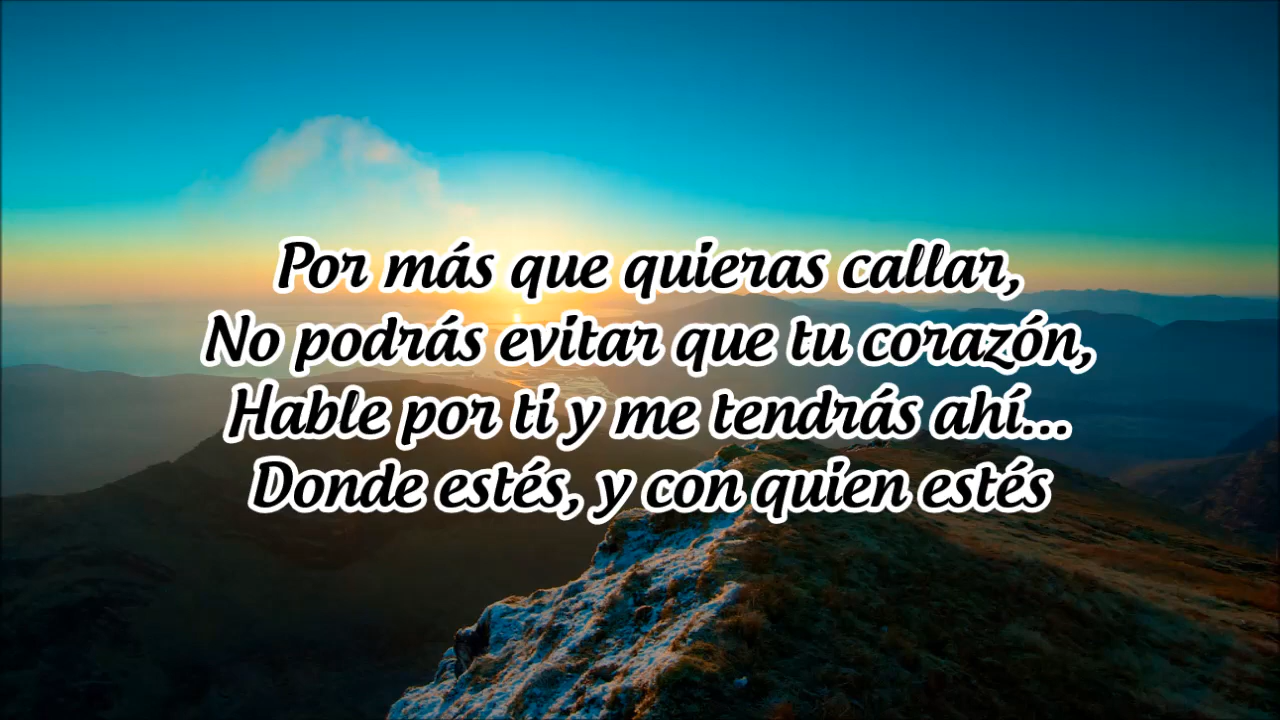 Por más que quieras callar,
No podrás evitar que tu corazón,
Hable por ti y me tendrás ahí...
Donde estés, y con quien estés